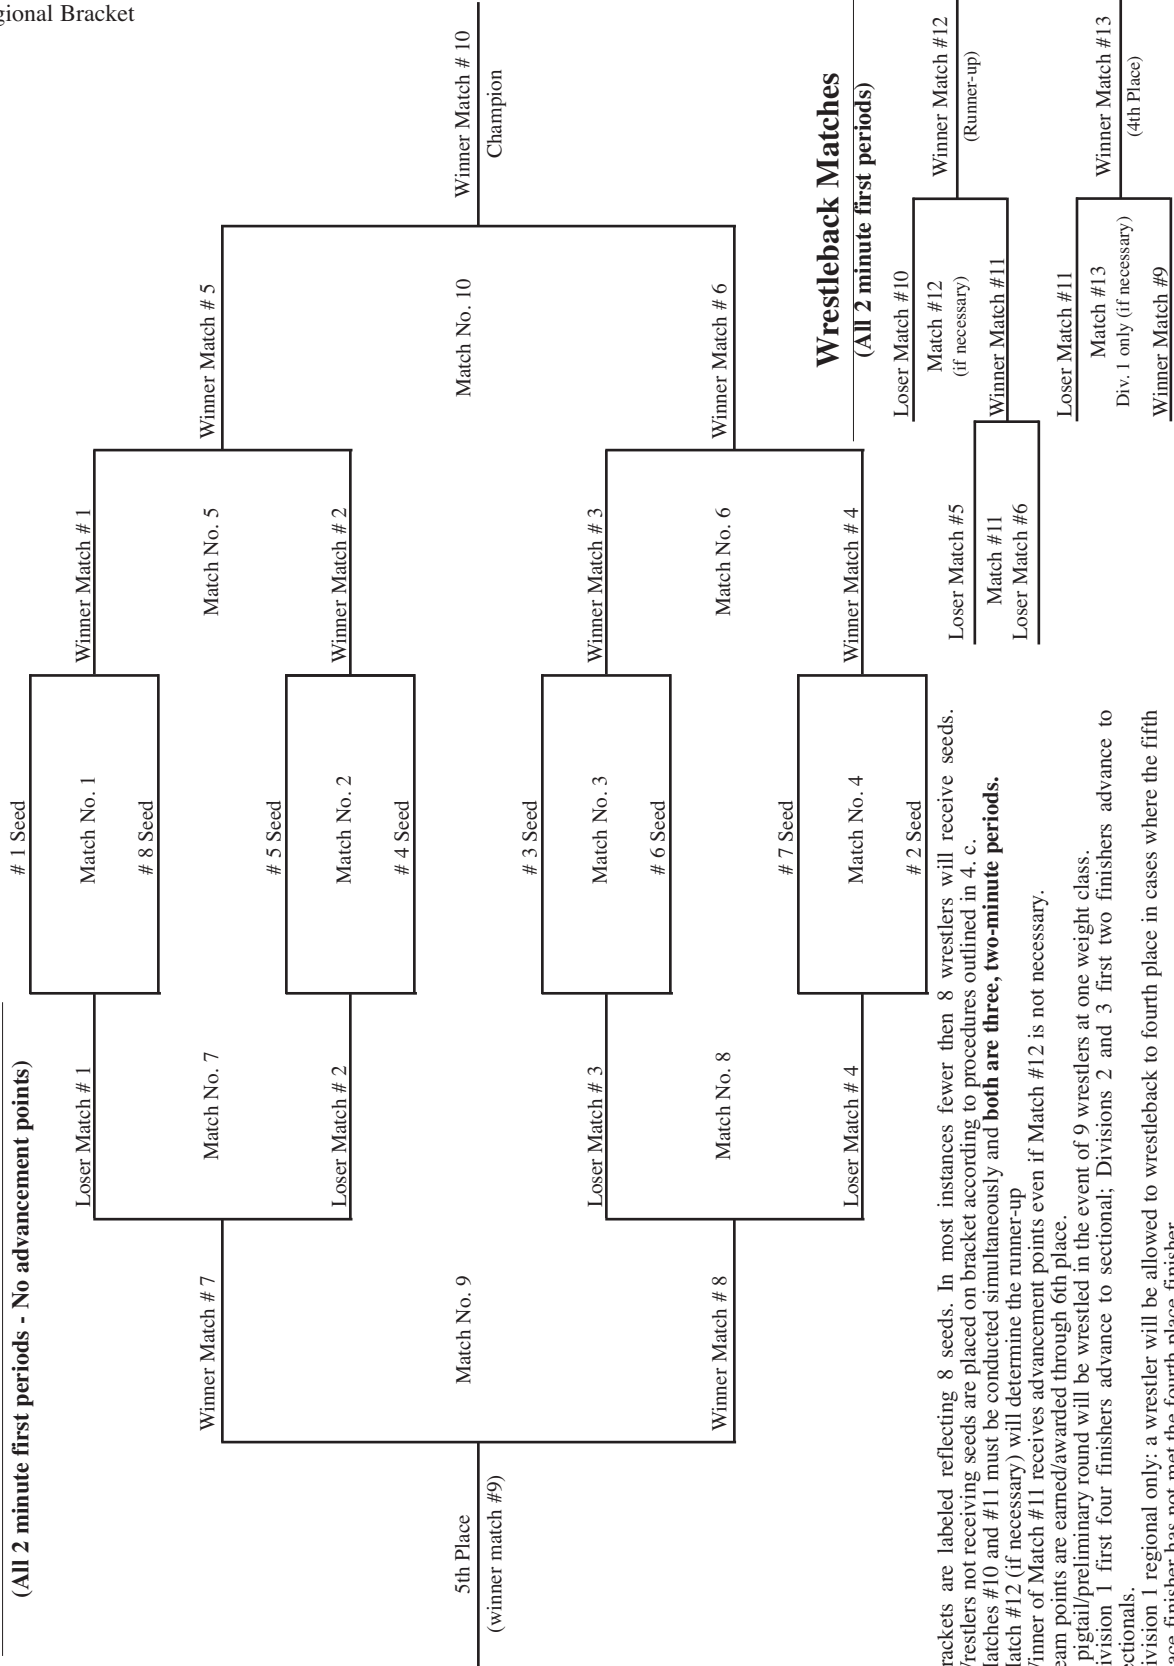 gional Bracket
(All 2 minute first periods - No advancement points)
# 1 Seed
Match No. 1
# 8 Seed
# 5 Seed
Match No. 2
# 4 Seed
# 3 Seed
Match No. 3
# 6 Seed
# 7 Seed
Match No. 4
# 2 Seed
Winner Match # 1
Match No. 5
Winner Match # 2
Winner Match # 3
Match No. 6
Winner Match # 4
Winner Match # 5
Match No. 10
Winner Match # 6
Winner Match # 10
Champion
Loser Match # 1
Match No. 7
Loser Match # 2
Loser Match # 3
Match No. 8
Loser Match # 4
Winner Match # 7
Match No. 9
Winner Match # 8
5th Place
(winner match #9)
Wrestleback Matches
(All 2 minute first periods)
Loser Match #10
Match #12
(if necessary)
Winner Match #11
Winner Match #12
(Runner-up)
Loser Match #5
Match #11
Loser Match #6
Loser Match #11
Match #13
Div. 1 only (if necessary)
Winner Match #9
Winner Match #13
(4th Place)
rackets are labeled reflecting 8 seeds. In most instances fewer then 8 wrestlers will receive seeds.
restlers not receiving seeds are placed on bracket according to procedures outlined in 4. c.
atches #10 and #11 must be conducted simultaneously and both are three, two-minute periods.
atch #12 (if necessary) will determine the runner-up
inner of Match #11 receives advancement points even if Match #12 is not necessary.
eam points are earned/awarded through 6th place.
pigtail/preliminary round will be wrestled in the event of 9 wrestlers at one weight class.
ivision 1 first four finishers advance to sectional; Divisions 2 and 3 first two finishers advance to
ectionals.
ivision 1 regional only: a wrestler will be allowed to wrestleback to fourth place in cases where the fifth
ace finisher has not met the fourth place finisher